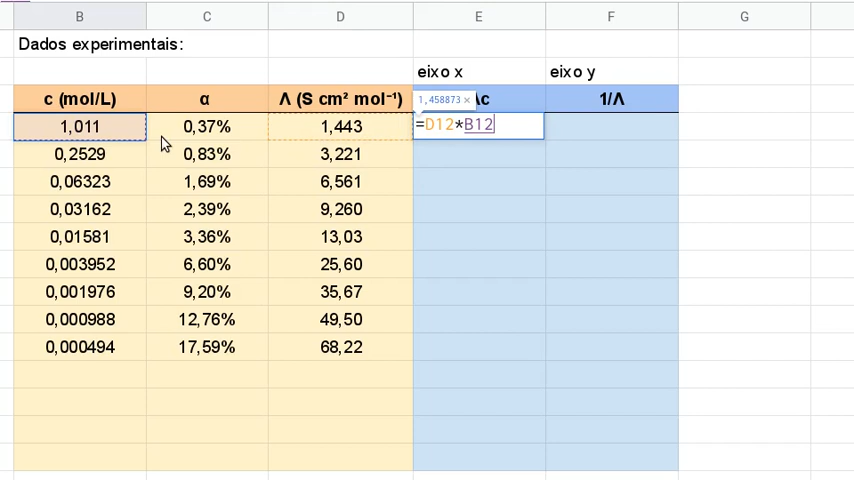 B C D E F G
Dados experimentais:
eixo x eixo y
c (mol/L) α Λ (S cm² mol⁻¹) 1,458873 × Λc 1/Λ
1,011 0,37% 1,443 =D12*B12
0,2529 0,83% 3,221
0,06323 1,69% 6,561
0,03162 2,39% 9,260
0,01581 3,36% 13,03
0,003952 6,60% 25,60
0,001976 9,20% 35,67
0,000988 12,76% 49,50
0,000494 17,59% 68,22